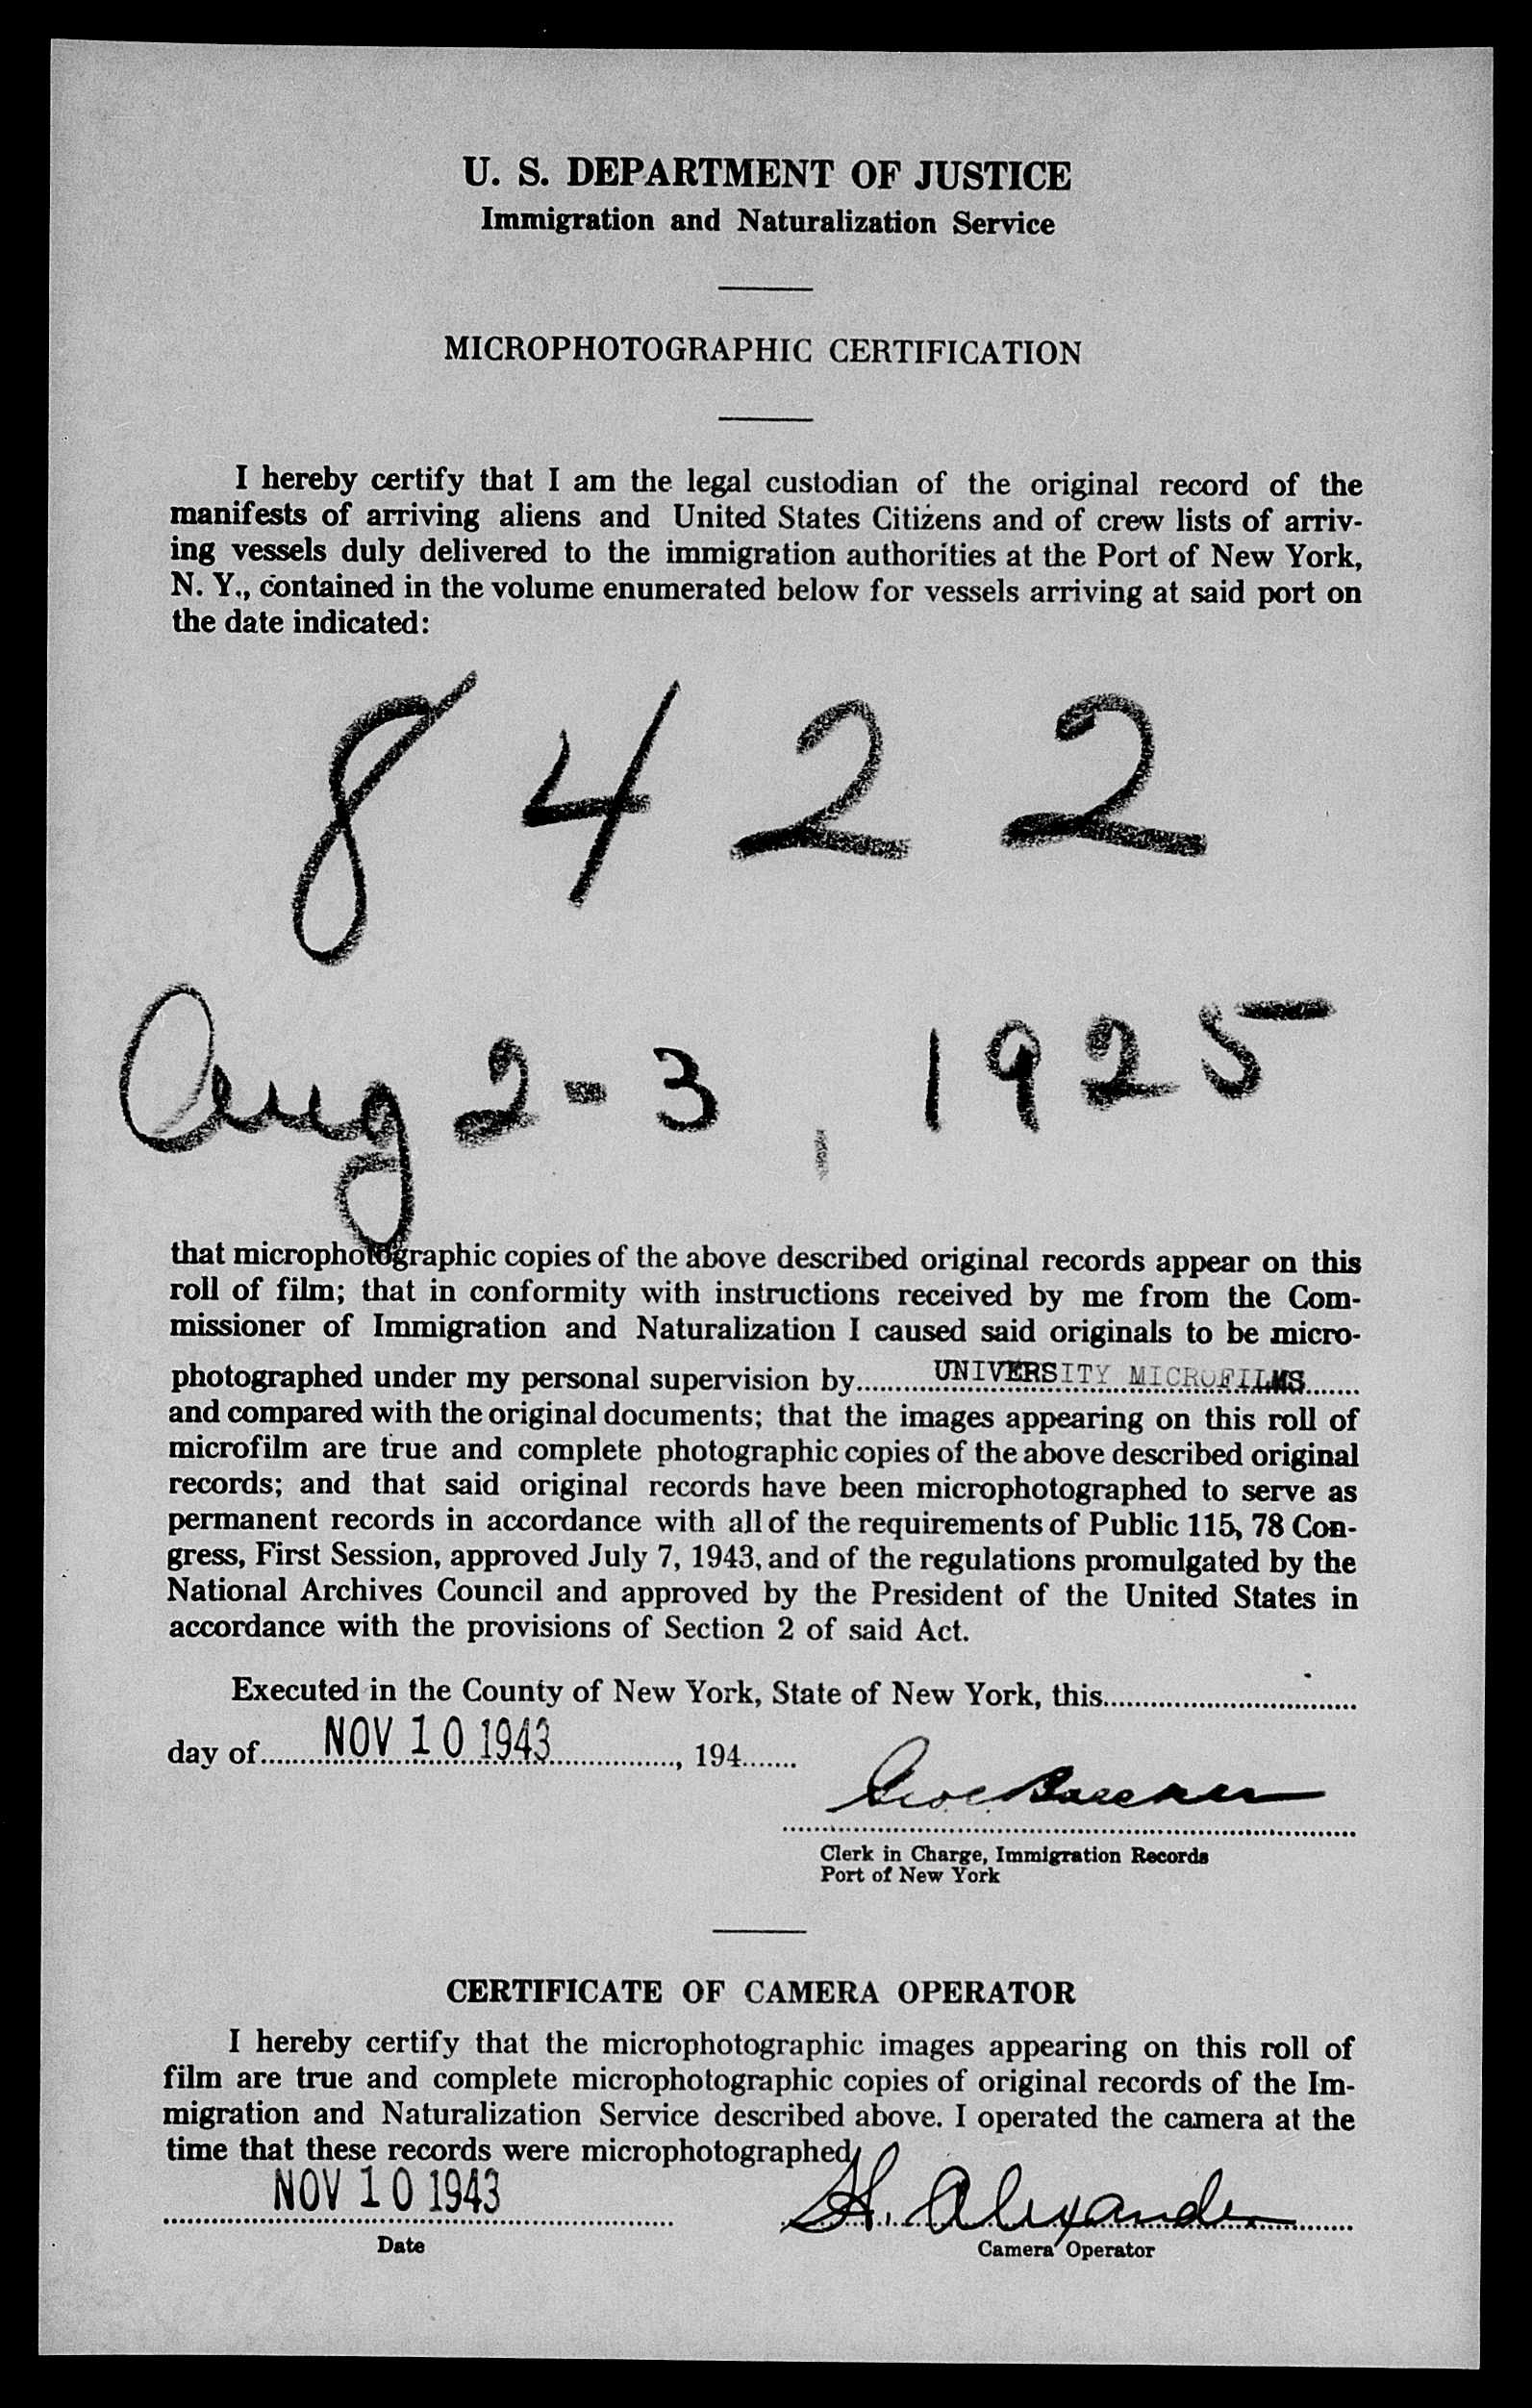 U. S. DEPARTMENT OF JUSTICE
Immigration and Naturalization Service
MICROPHOTOGRAPHIC CERTIFICATION
I hereby certify that I am the legal custodian of the original record of the
manifests of arriving aliens and United States Citizens and of crew lists of arriv-
ing vessels duly delivered to the immigration authorities at the Port of New York,
N. Y., contained in the volume enumerated below for vessels arriving at said port on
the date indicated:
8422
Aug 2-3, 1925
that microphotographic copies of the above described original records appear on this
roll of film; that in conformity with instructions received by me from the Com-
missioner of Immigration and Naturalization I caused said originals to be micro-
photographed under my personal supervision by UNIVERSITY MICROFILMS
and compared with the original documents; that the images appearing on this roll of
microfilm are true and complete photographic copies of the above described original
records; and that said original records have been microphotographed to serve as
permanent records in accordance with all of the requirements of Public 115, 78 Con-
gress, First Session, approved July 7, 1943, and of the regulations promulgated by the
National Archives Council and approved by the President of the United States in
accordance with the provisions of Section 2 of said Act.
Executed in the County of New York, State of New York, this
day of NOV 10 1943, 194
Clerk in Charge, Immigration Records
Port of New York
CERTIFICATE OF CAMERA OPERATOR
I hereby certify that the microphotographic images appearing on this roll of
film are true and complete microphotographic copies of original records of the Im-
migration and Naturalization Service described above. I operated the camera at the
time that these records were microphotographed
NOV 10 1943 H. Alexander
Date Camera Operator